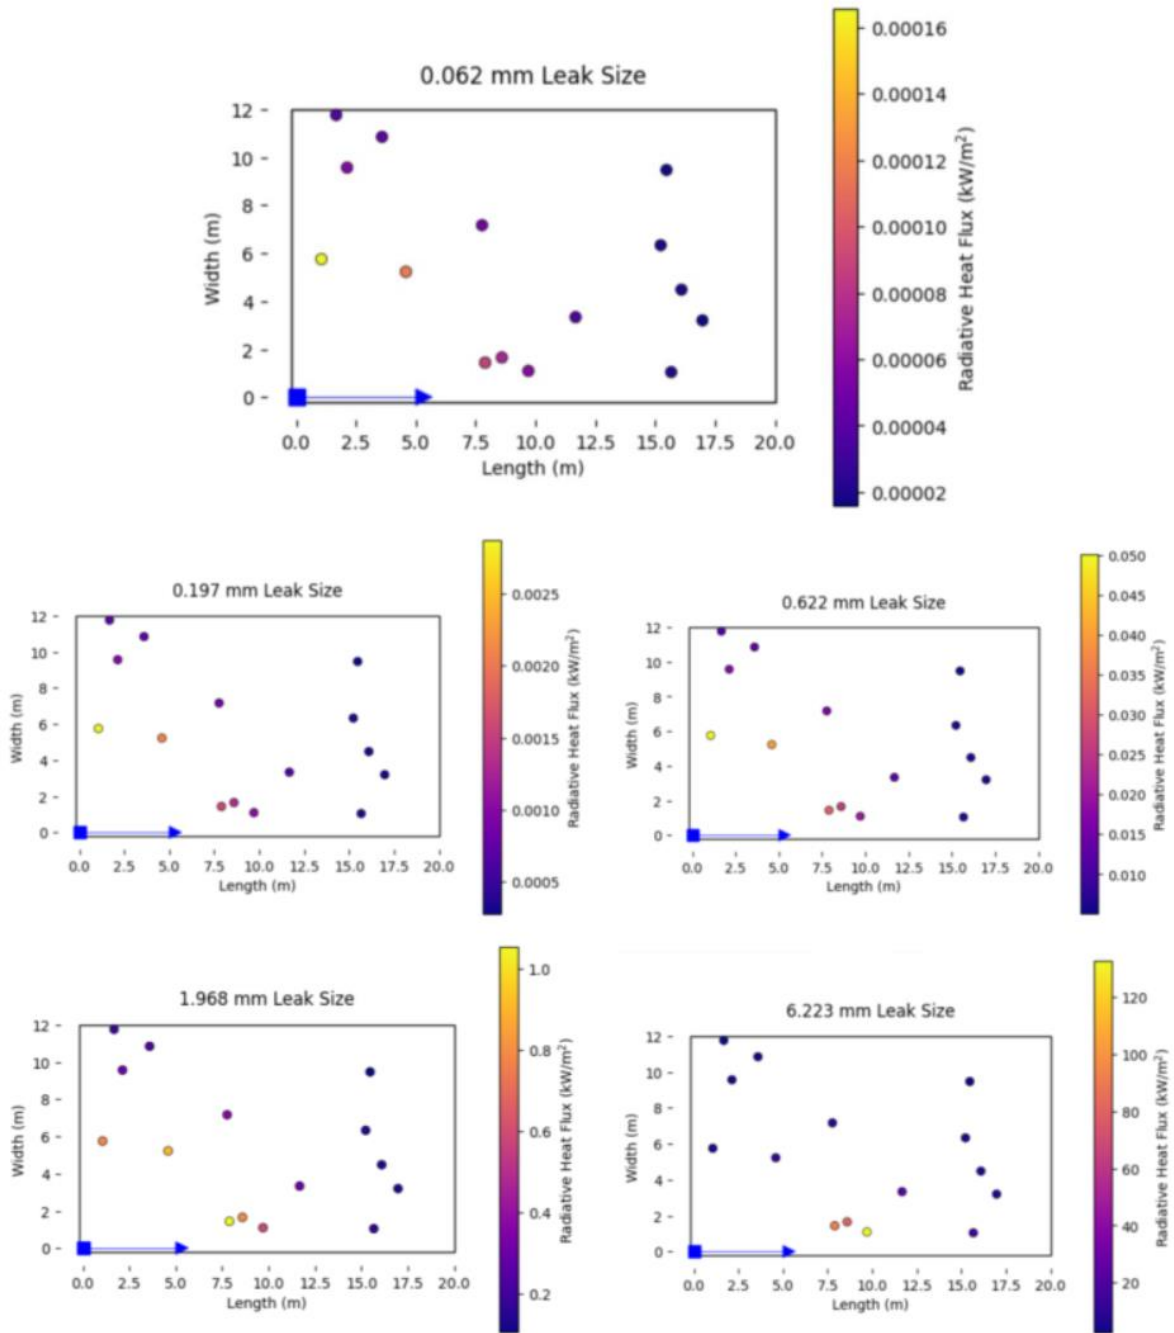 0.062 mm Leak Size
12
10
8
6
4
2
0
Width (m)
0.0 2.5 5.0 7.5 10.0 12.5 15.0 17.5 20.0
Length (m)
0.00016
0.00014
0.00012
0.00010
0.00008
0.00006
0.00004
0.00002
Radiative Heat Flux (kW/m²)
0.197 mm Leak Size
12
10
8
6
4
2
0
Width (m)
0.0 2.5 5.0 7.5 10.0 12.5 15.0 17.5 20.0
Length (m)
0.0025
0.0020
0.0015
0.0010
0.0005
Radiative Heat Flux (kW/m²)
0.622 mm Leak Size
12
10
8
6
4
2
0
Width (m)
0.0 2.5 5.0 7.5 10.0 12.5 15.0 17.5 20.0
Length (m)
0.050
0.045
0.040
0.035
0.030
0.025
0.020
0.015
0.010
Radiative Heat Flux (kW/m²)
1.968 mm Leak Size
12
10
8
6
4
2
0
Width (m)
0.0 2.5 5.0 7.5 10.0 12.5 15.0 17.5 20.0
Length (m)
1.0
0.8
0.6
0.4
0.2
Radiative Heat Flux (kW/m²)
6.223 mm Leak Size
12
10
8
6
4
2
0
Width (m)
0.0 2.5 5.0 7.5 10.0 12.5 15.0 17.5 20.0
Length (m)
120
100
80
60
40
20
Radiative Heat Flux (kW/m²)